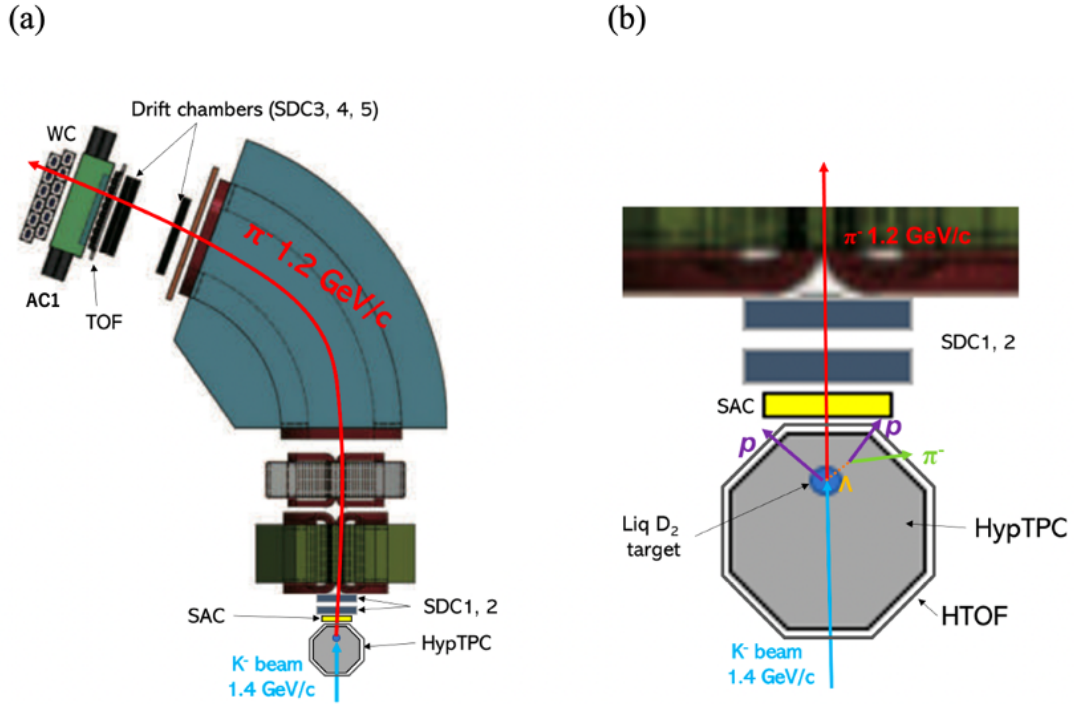 (a)
Drift chambers (SDC3, 4, 5)
WC
AC1
TOF
π⁻ 1.2 GeV/c
SAC
SDC1, 2
HypTPC
K⁻ beam
1.4 GeV/c
(b)
π⁻ 1.2 GeV/c
SDC1, 2
SAC
p
p
π⁻
Λ
Liq D₂
target
HypTPC
HTOF
K⁻ beam
1.4 GeV/c